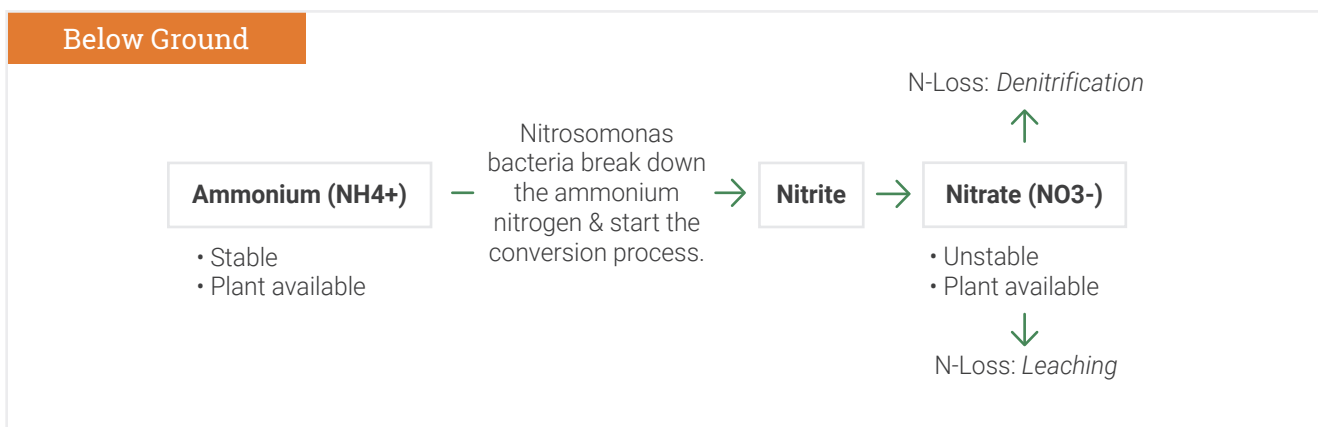 Below Ground
N-Loss: Denitrification
Nitrosomonas
bacteria break down
the ammonium
nitrogen & start the
conversion process.
Ammonium (NH4+)
Nitrite
Nitrate (NO3-)
• Stable
• Plant available
• Unstable
• Plant available
N-Loss: Leaching